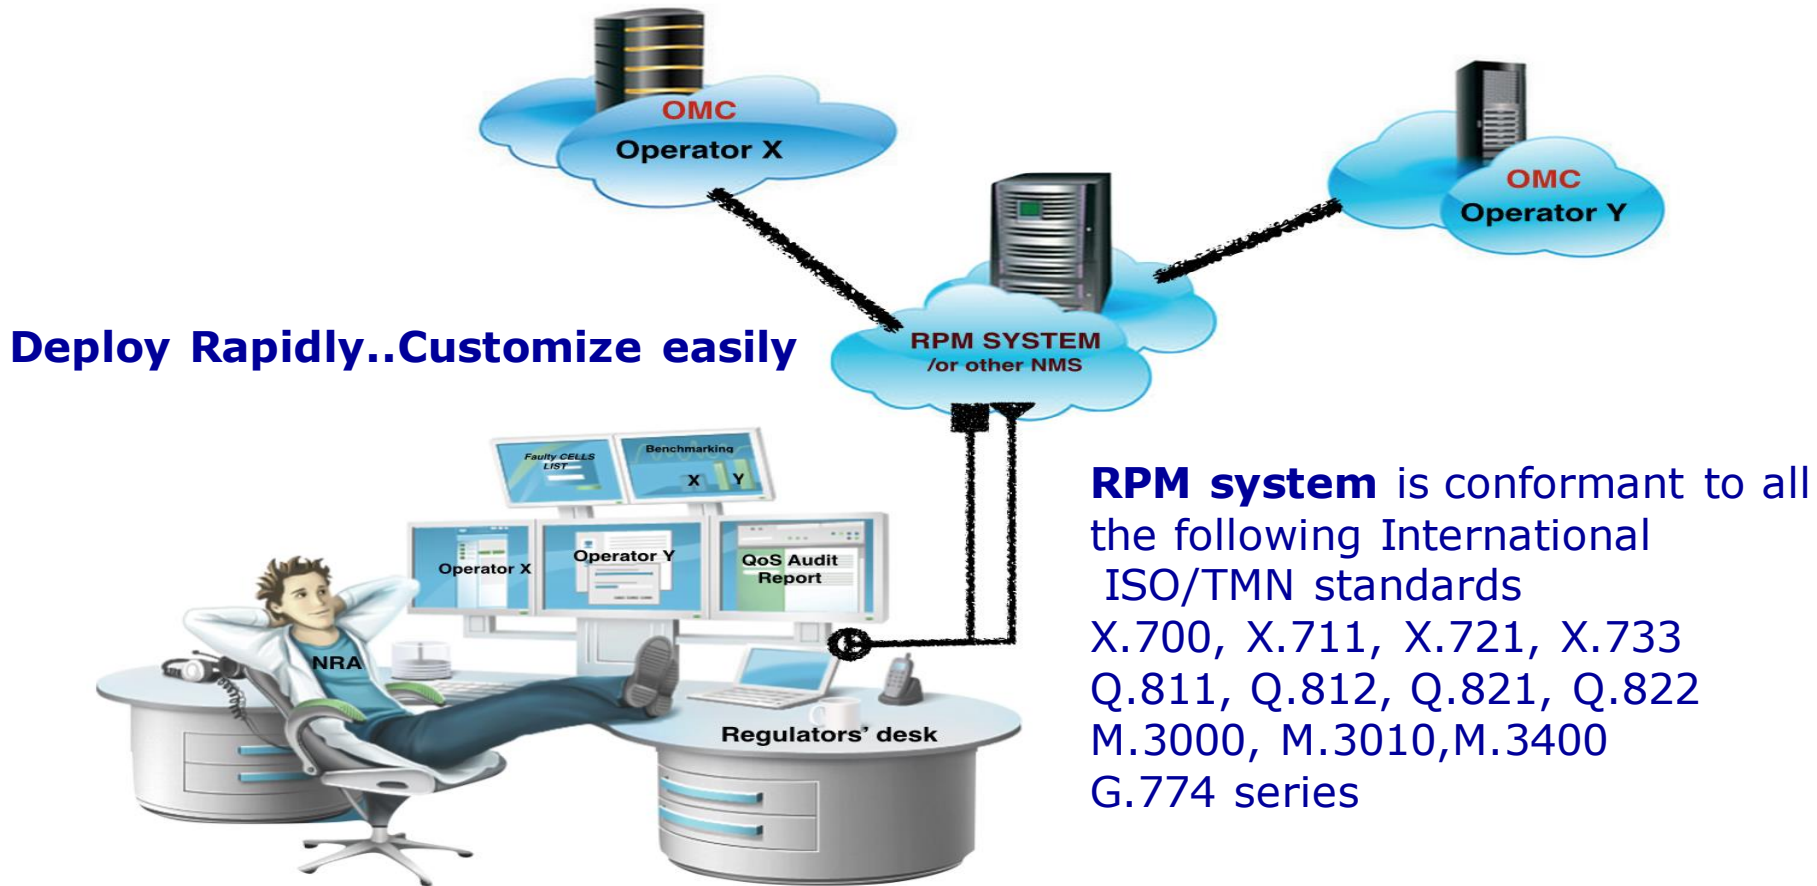 OMC
Operator X
OMC
Operator Y
RPM SYSTEM
/or other NMS
Deploy Rapidly..Customize easily
Faulty CELLS
LIST
Benchmarking
X Y
Operator X
Operator Y
QoS Audit
Report
NRA
Regulators’ desk
RPM system is conformant to all
the following International
ISO/TMN standards
X.700, X.711, X.721, X.733
Q.811, Q.812, Q.821, Q.822
M.3000, M.3010,M.3400
G.774 series